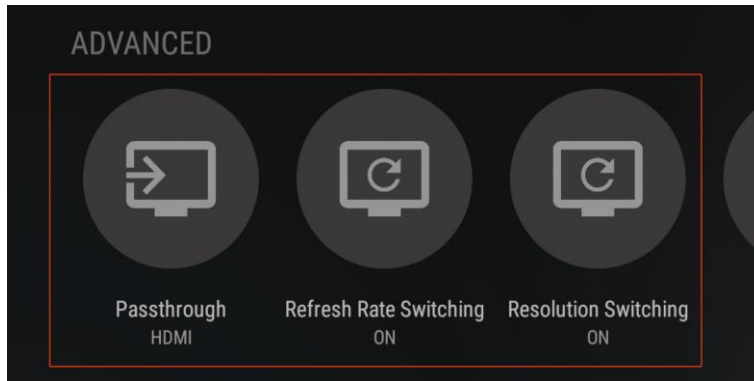 ADVANCED
Passthrough
HDMI
Refresh Rate Switching
ON
Resolution Switching
ON